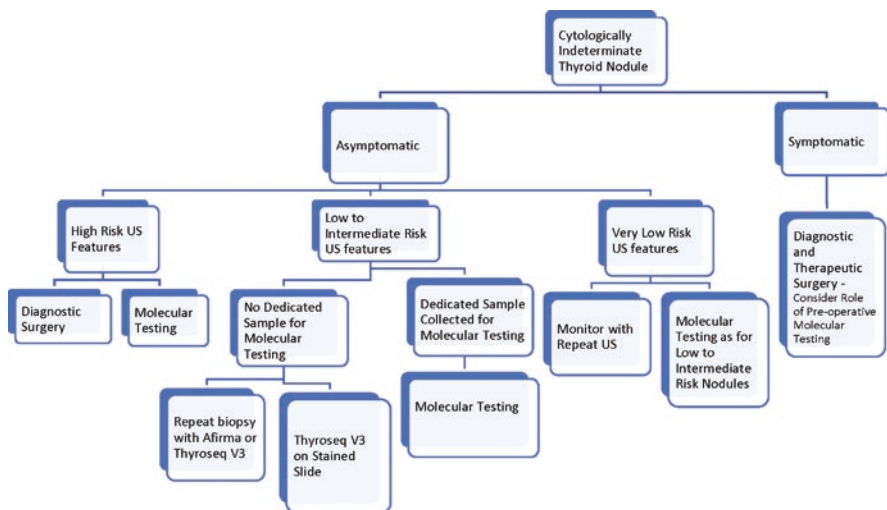 Cytologically
Indeterminate
Thyroid Nodule
Asymptomatic
Symptomatic
High Risk US
Features
Low to
Intermediate Risk
US features
Very Low Risk
US features
Diagnostic
and
Therapeutic
Surgery -
Consider Role
of Pre-operative
Molecular
Testing
Diagnostic
Surgery
Molecular
Testing
No Dedicated
Sample for
Molecular
Testing
Dedicated Sample
Collected for
Molecular Testing
Monitor with
Repeat US
Molecular
Testing as for
Low to
Intermediate
Risk Nodules
Repeat biopsy
with Afirma or
Thyroseq V3
Thyroseq V3
on Stained
Slide
Molecular Testing